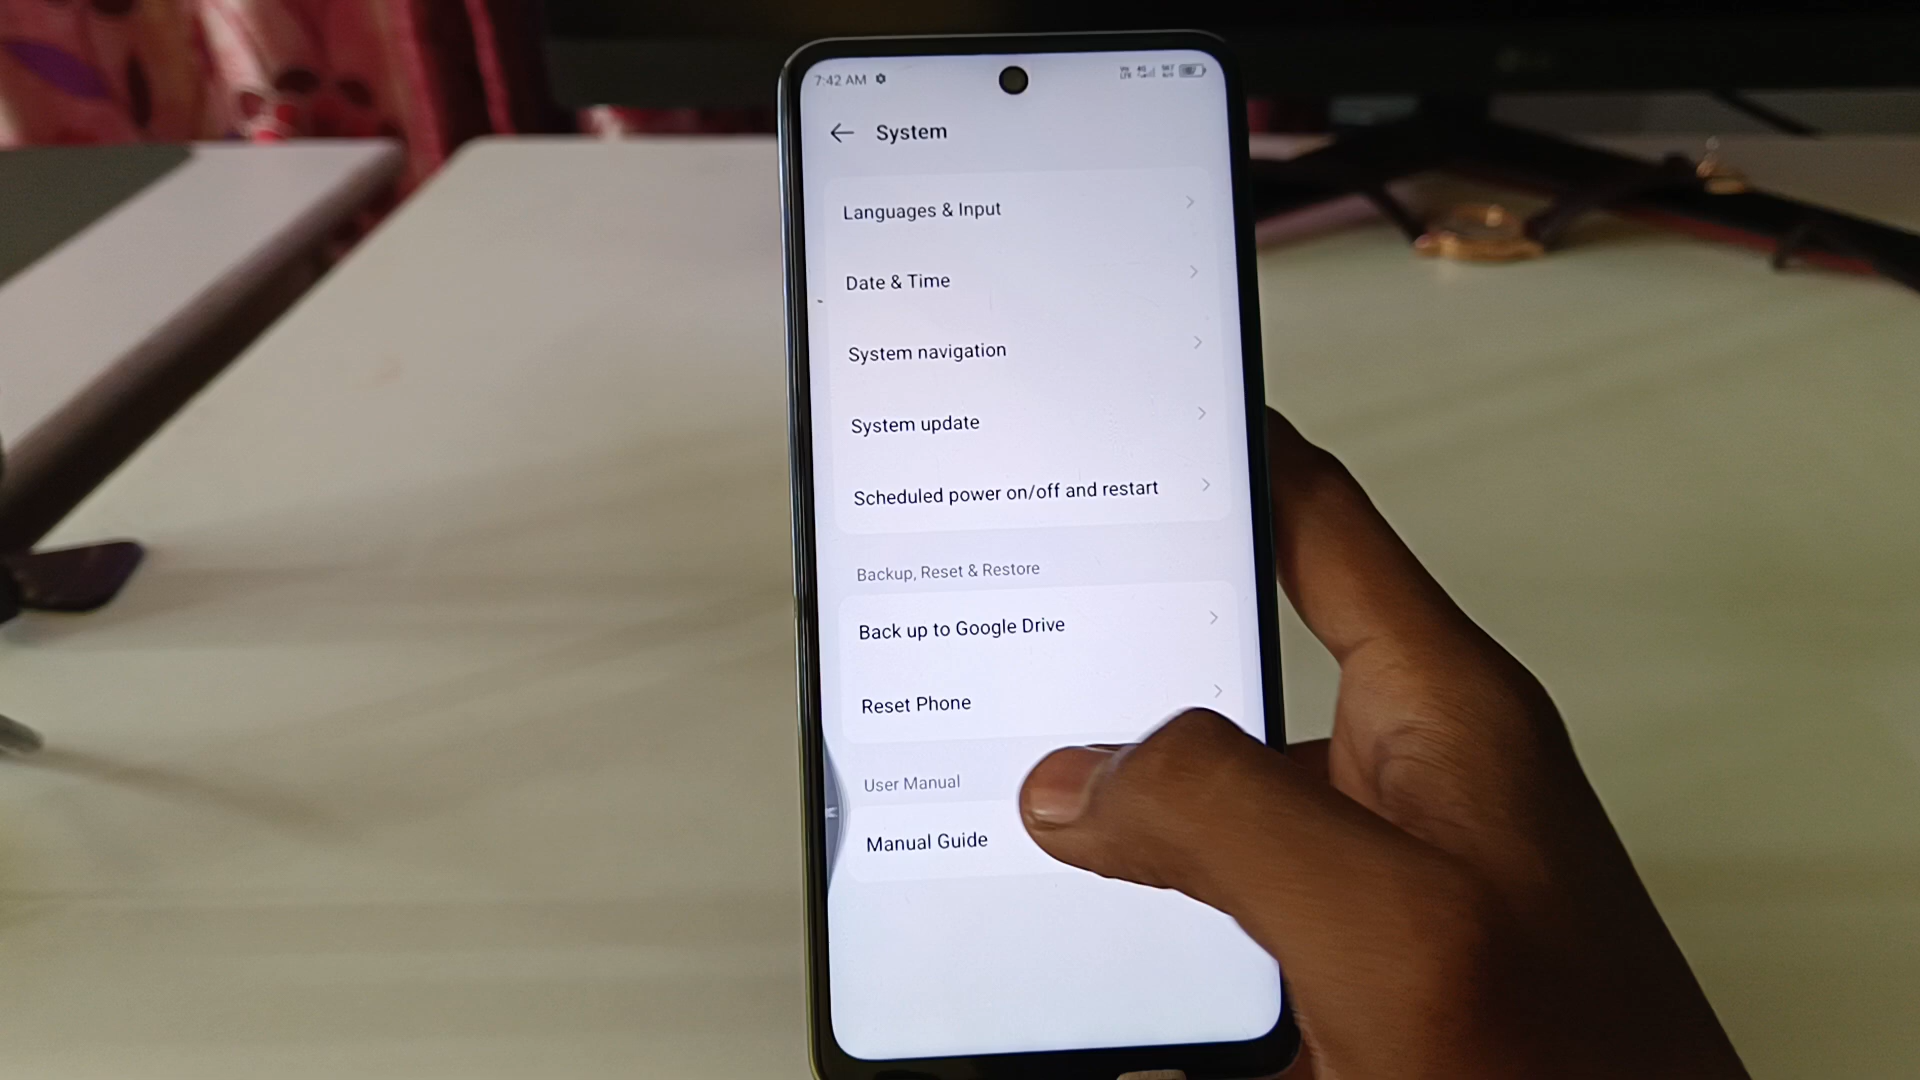 7:42 AM
System
Languages & Input
Date & Time
System navigation
System update
Scheduled power on/off and restart
Backup, Reset & Restore
Back up to Google Drive
Reset Phone
User Manual
Manual Guide